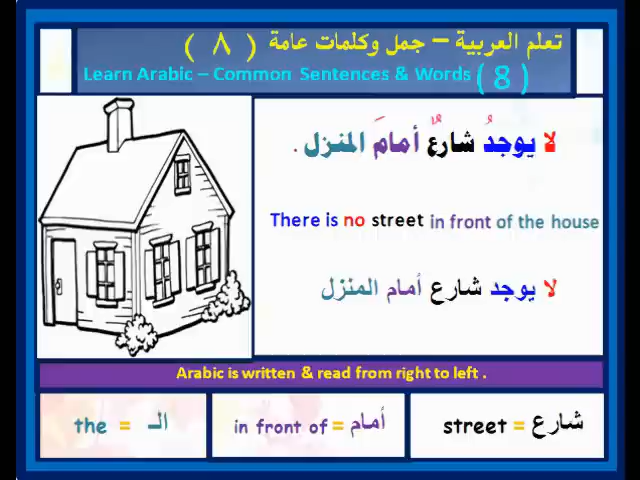 تعلم العربية – جمل وكلمات عامة ( ٨ )
Learn Arabic – Common Sentences & Words ( 8 )
لا يوجدُ شارعٌ أمامَ المنزل .
There is no street in front of the house
لا يوجد شارع أمام المنزل
Arabic is written & read from right to left .
the = الـ
in front of = أمام
street = شارع